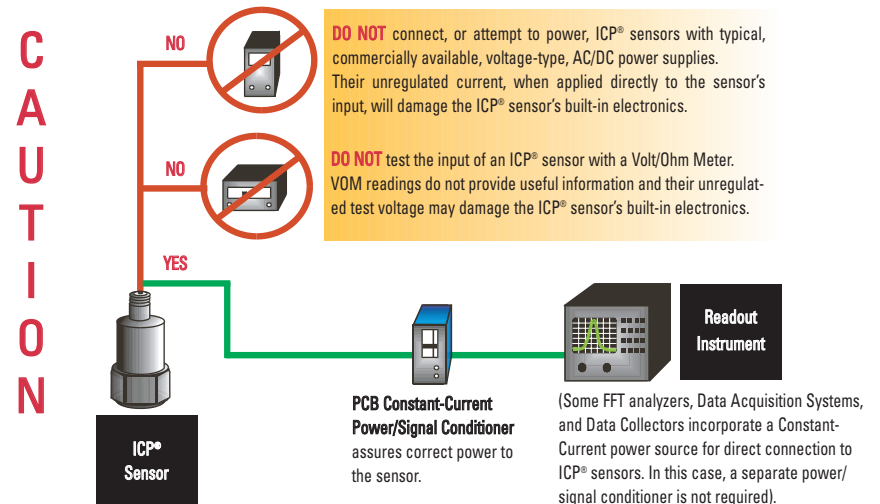 CAUTION
NO
DO NOT connect, or attempt to power, ICP® sensors with typical,
commercially available, voltage-type, AC/DC power supplies.
Their unregulated current, when applied directly to the sensor's
input, will damage the ICP® sensor's built-in electronics.
NO
DO NOT test the input of an ICP® sensor with a Volt/Ohm Meter.
VOM readings do not provide useful information and their unregulat-
ed test voltage may damage the ICP® sensor's built-in electronics.
YES
ICP®
Sensor
PCB Constant-Current
Power/Signal Conditioner
assures correct power to
the sensor.
Readout
Instrument
(Some FFT analyzers, Data Acquisition Systems,
and Data Collectors incorporate a Constant-
Current power source for direct connection to
ICP® sensors. In this case, a separate power/
signal conditioner is not required).